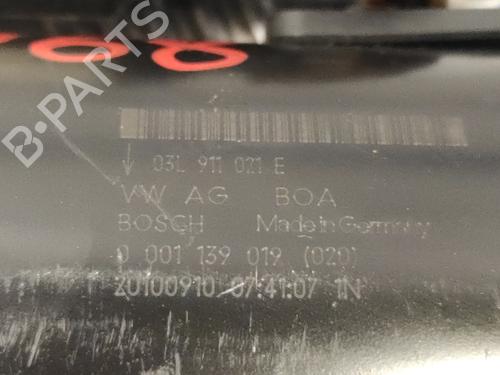 B-PARTS
03L 911 021 E
VW AG BOA
BOSCH Made in Germany
0 001 139 019 (020)
20100910 07:41:07 1N